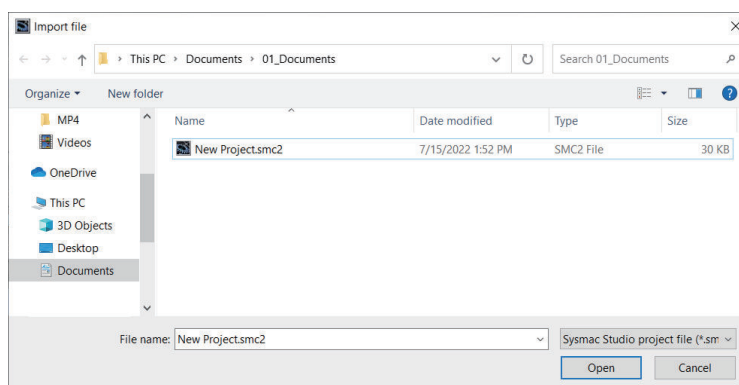 Import file
This PC > Documents > 01_Documents
Search 01_Documents
Organize
New folder
MP4
Videos
OneDrive
This PC
3D Objects
Desktop
Documents
Name Date modified Type Size
New Project.smc2 7/15/2022 1:52 PM SMC2 File 30 KB
File name: New Project.smc2
Sysmac Studio project file (*.sm
Open Cancel